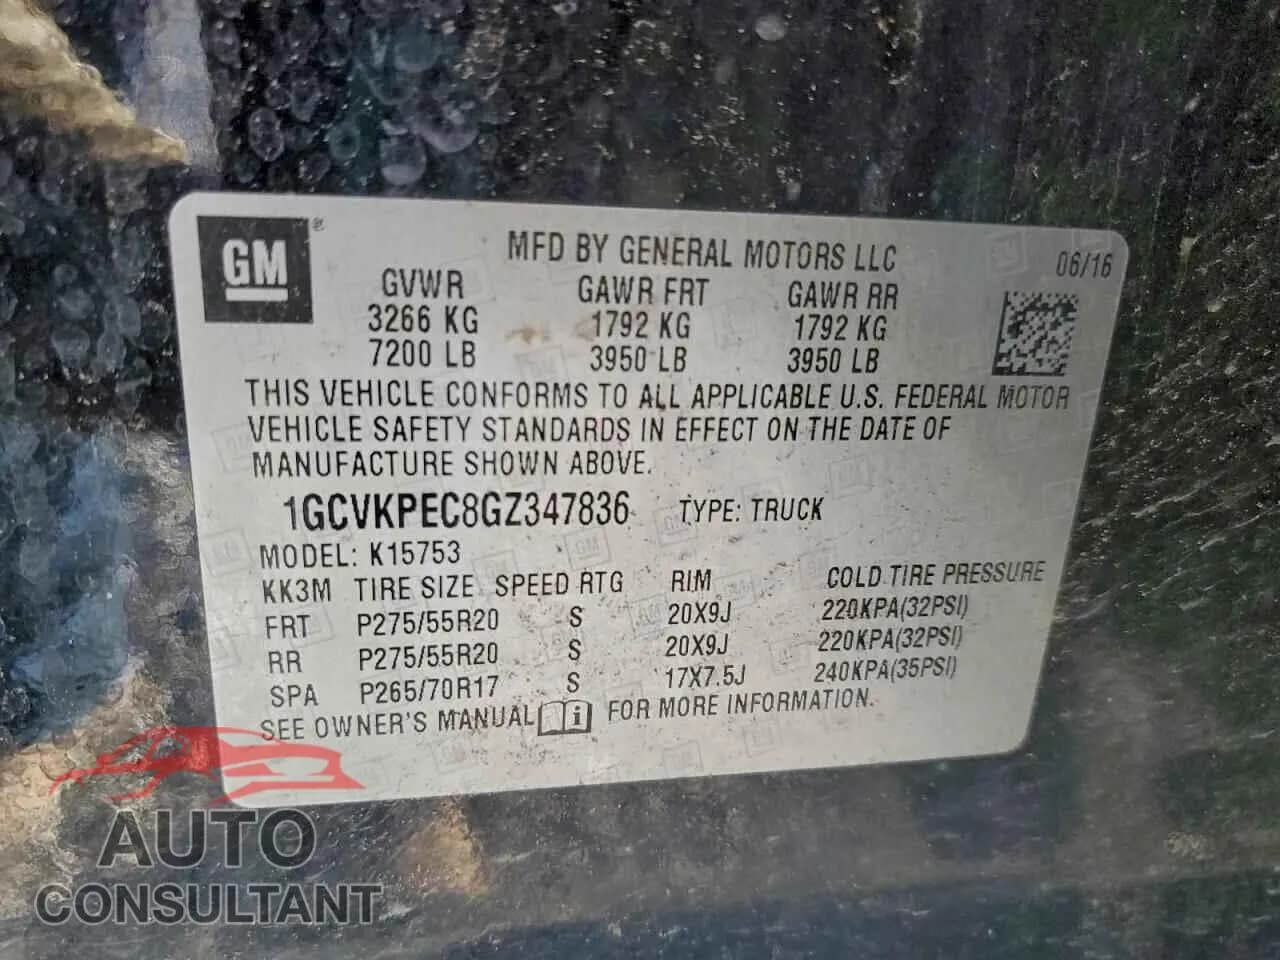 GM®
MFD BY GENERAL MOTORS LLC 06/16
GVWR GAWR FRT GAWR RR
3266 KG 1792 KG 1792 KG
7200 LB 3950 LB 3950 LB
THIS VEHICLE CONFORMS TO ALL APPLICABLE U.S. FEDERAL MOTOR
VEHICLE SAFETY STANDARDS IN EFFECT ON THE DATE OF
MANUFACTURE SHOWN ABOVE.
1GCVKPEC8GZ347836 TYPE: TRUCK
MODEL: K15753
KK3M TIRE SIZE SPEED RTG RIM COLD TIRE PRESSURE
FRT P275/55R20 S 20X9J 220KPA(32PSI)
RR P275/55R20 S 20X9J 220KPA(32PSI)
SPA P265/70R17 S 17X7.5J 240KPA(35PSI)
SEE OWNER'S MANUAL FOR MORE INFORMATION.
AUTO
CONSULTANT